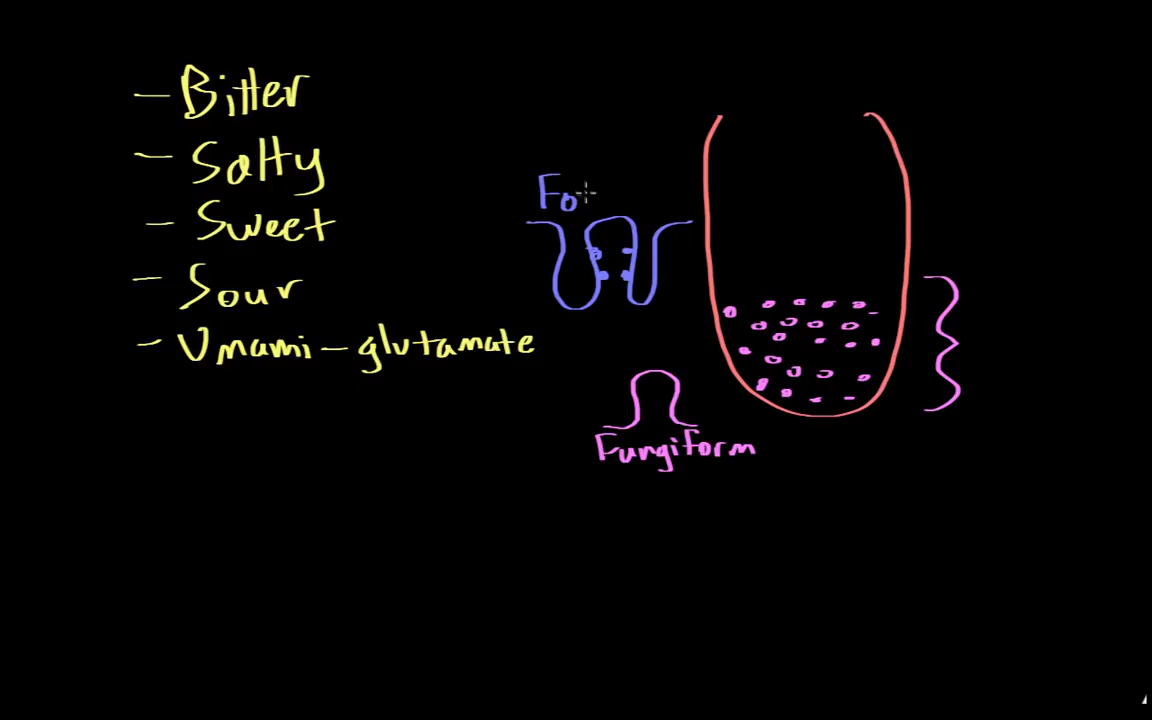 - Bitter
- Salty
- Sweet
- Sour
- Umami - glutamate
Fo
Fungiform